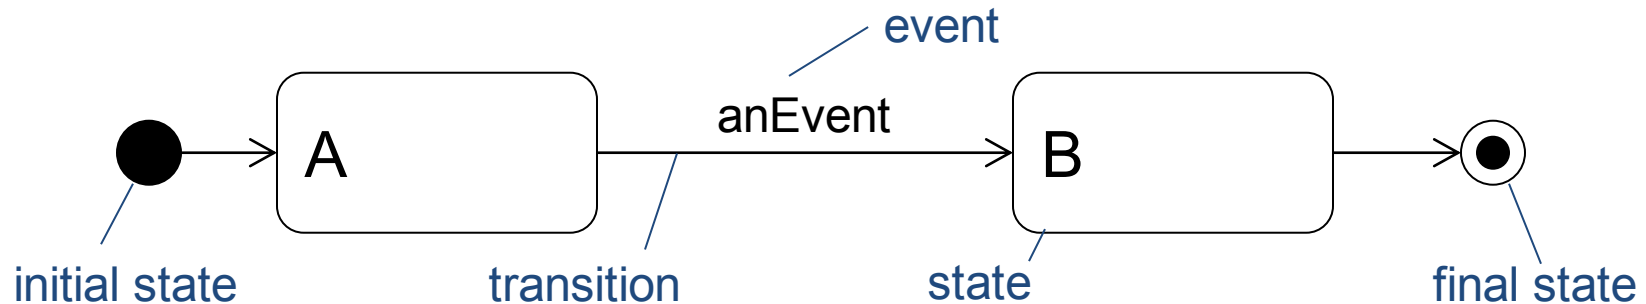 event
anEvent
A
B
initial state
transition
state
final state